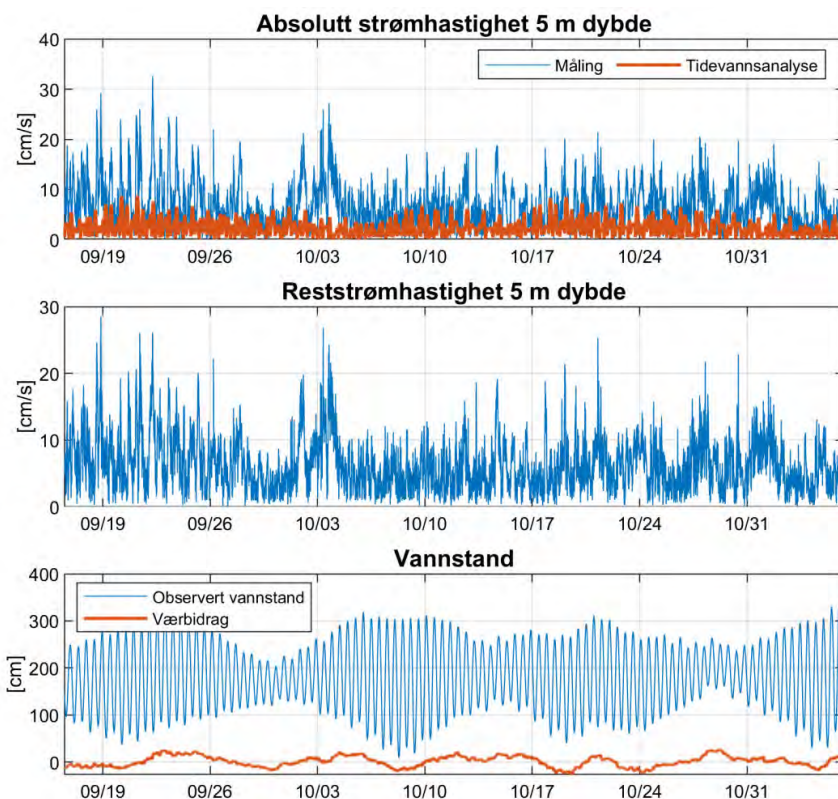 Absolutt strømhastighet 5 m dybde
40
30
20
10
0
[cm/s]
Måling
Tidevannsanalyse
09/19 09/26 10/03 10/10 10/17 10/24 10/31
Reststrømhastighet 5 m dybde
30
20
10
0
[cm/s]
09/19 09/26 10/03 10/10 10/17 10/24 10/31
Vannstand
400
300
200
100
0
[cm]
Observert vannstand
Værbidrag
09/19 09/26 10/03 10/10 10/17 10/24 10/31